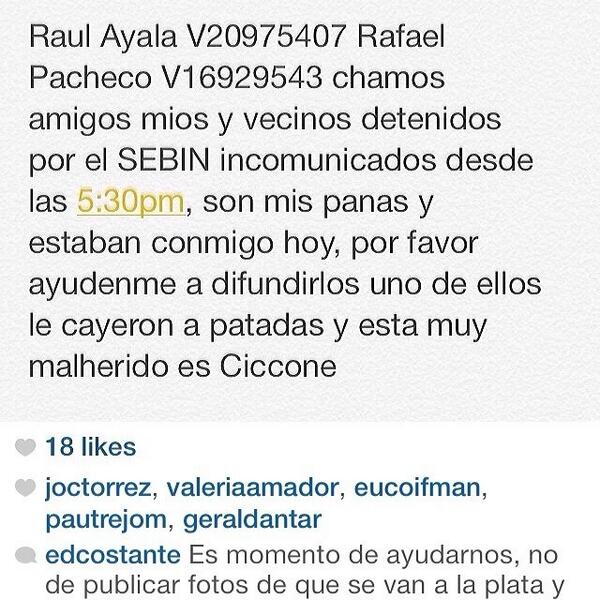 Raul Ayala V20975407 Rafael
Pacheco V16929543 chamos
amigos mios y vecinos detenidos
por el SEBIN incomunicados desde
las 5:30pm, son mis panas y
estaban conmigo hoy, por favor
ayudenme a difundirlos uno de ellos
le cayeron a patadas y esta muy
malherido es Ciccone
18 likes
joctorrez, valeriaamador, eucoifman,
pautrejom, geraldantar
edcostante Es momento de ayudarnos, no
de publicar fotos de que se van a la plata y